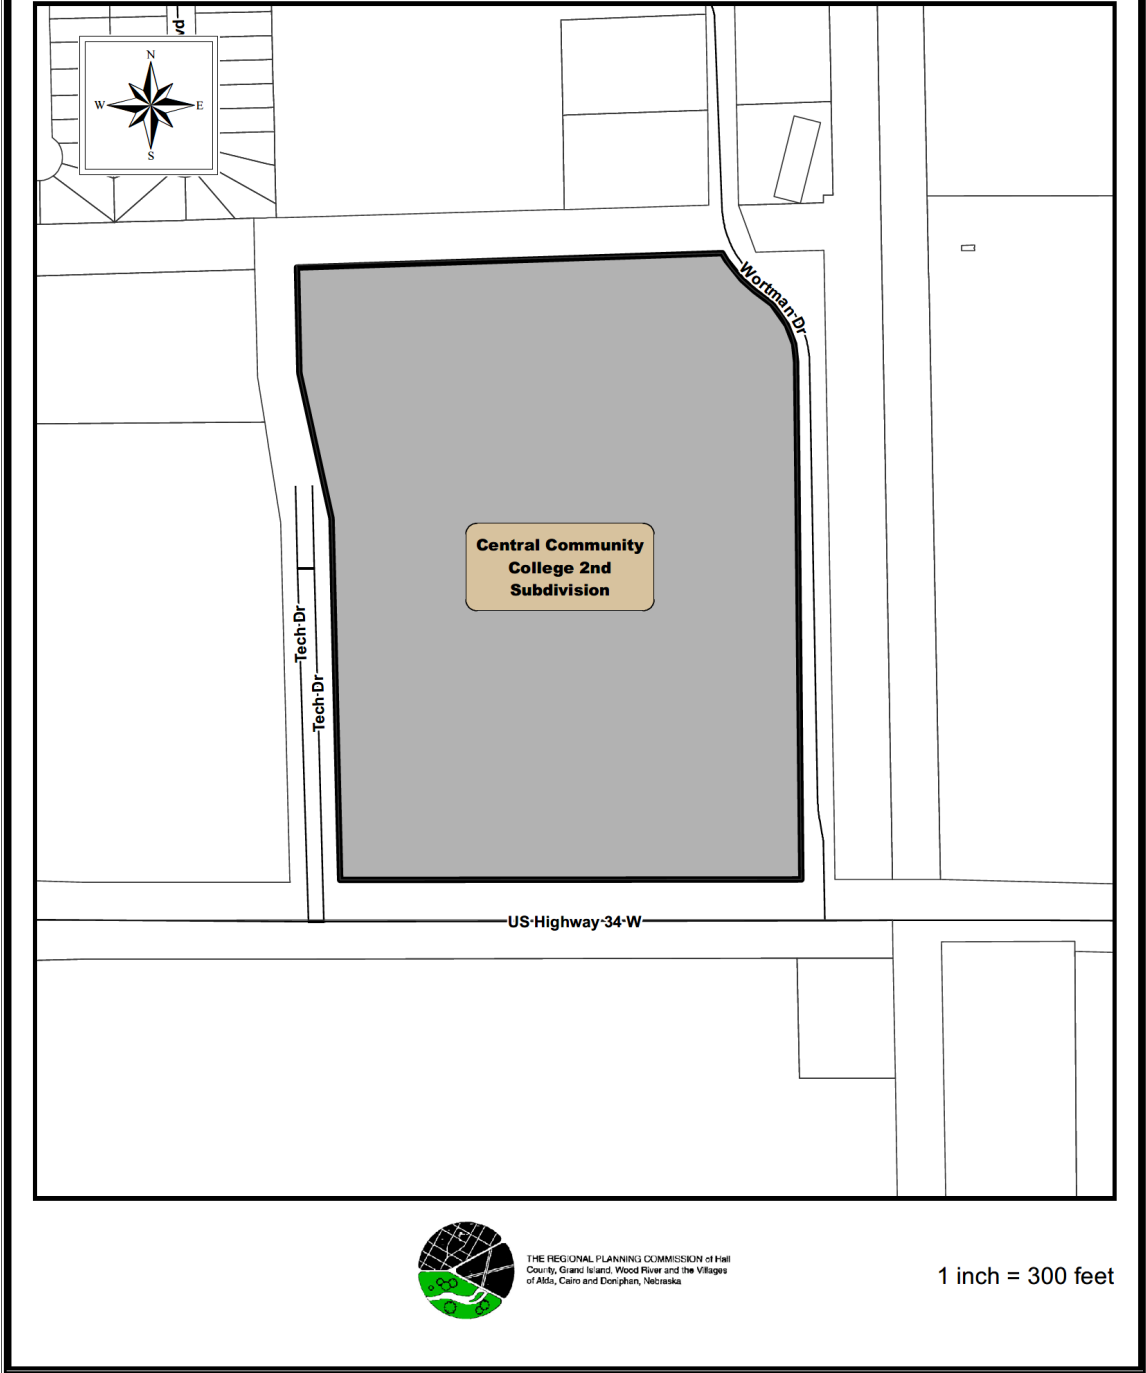 vd
N
W
E
S
Wortman Dr
Central Community
College 2nd
Subdivision
Tech Dr
Tech Dr
US Highway 34 W
THE REGIONAL PLANNING COMMISSION of Hall
County, Grand Island, Wood River and the Villages
of Alda, Cairo and Doniphan, Nebraska
1 inch = 300 feet